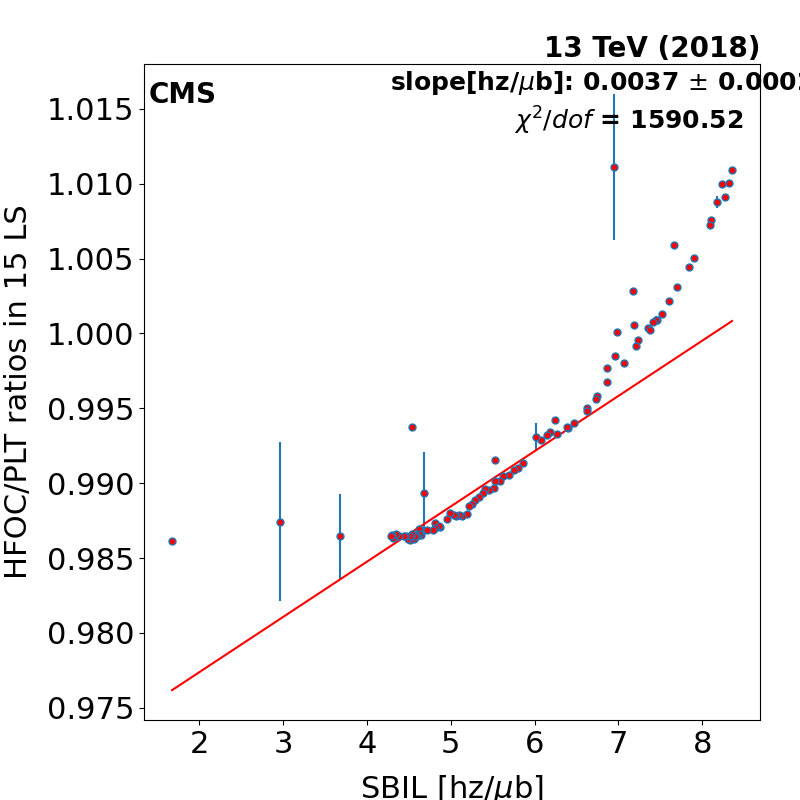 13 TeV (2018)
CMS
slope[hz/μb]: 0.0037 ± 0.000
χ²/dof = 1590.52
HFOC/PLT ratios in 15 LS
1.015
1.010
1.005
1.000
0.995
0.990
0.985
0.980
0.975
2 3 4 5 6 7 8
SBIL [hz/μb]